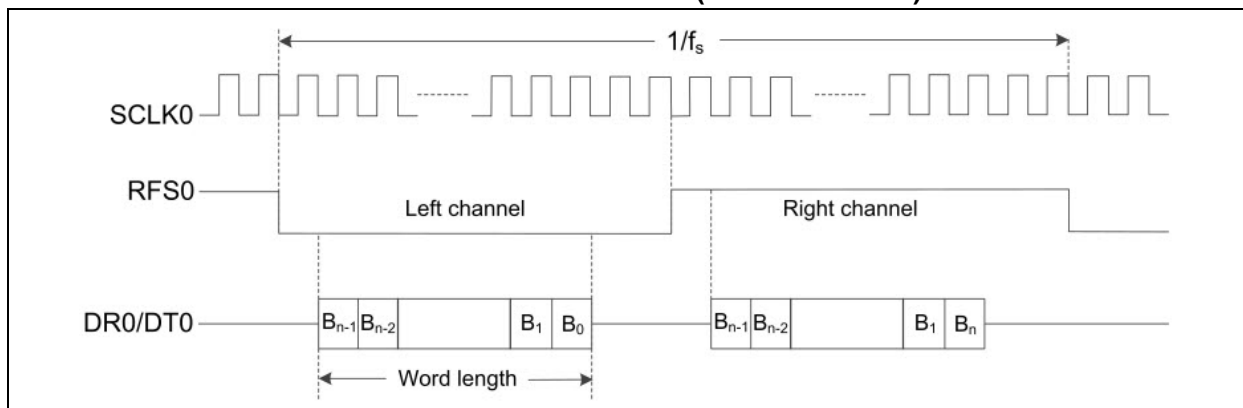 1/fₛ
SCLK0
RFS0
Left channel
Right channel
DR0/DT0
Bₙ₋₁ Bₙ₋₂ B₁ B₀ Bₙ₋₁ Bₙ₋₂ B₁ Bₙ
Word length